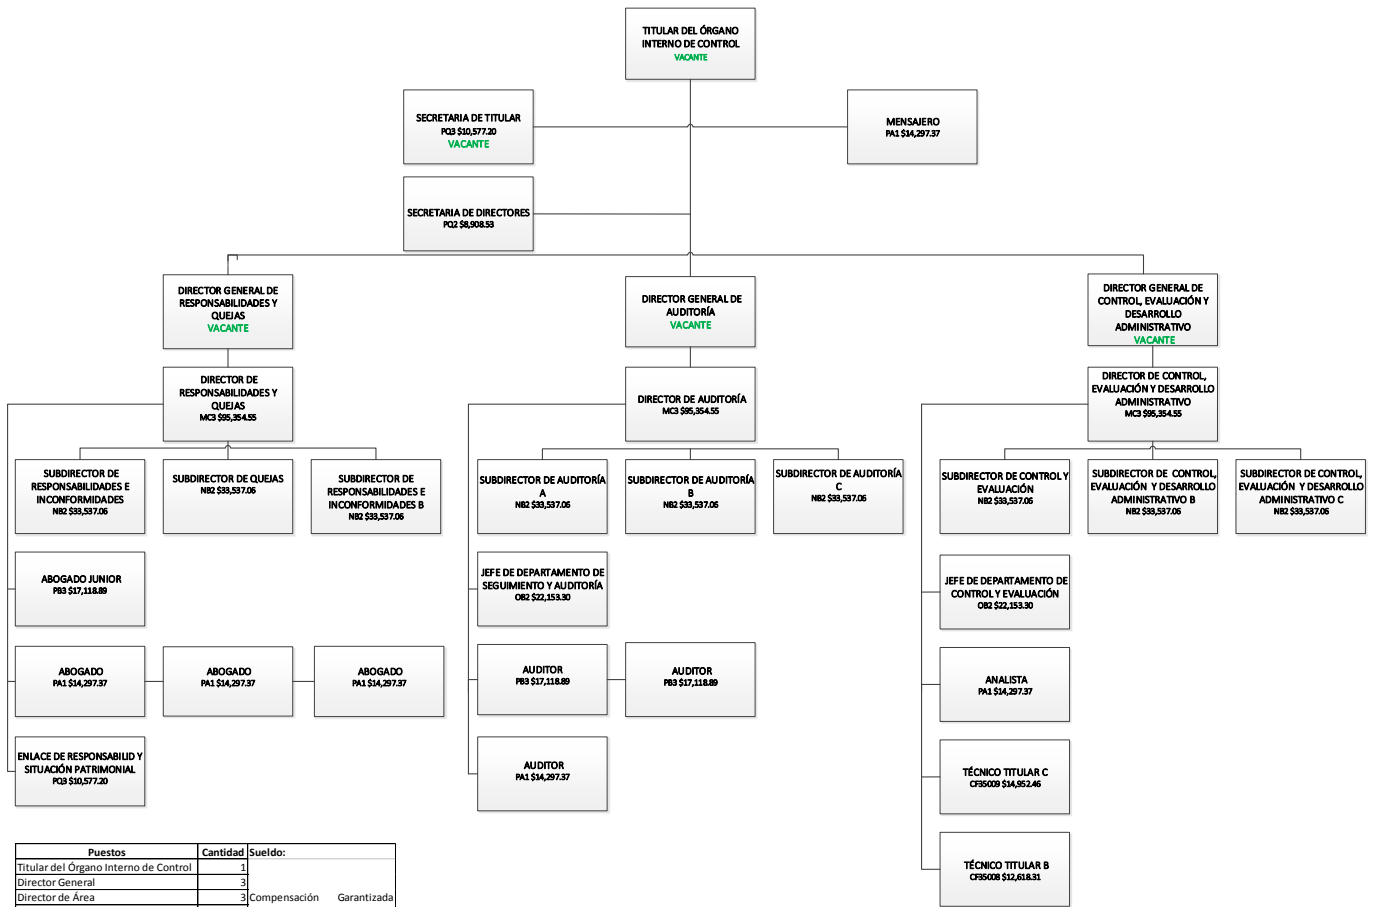 TITULAR DEL ÓRGANO
INTERNO DE CONTROL
VACANTE
SECRETARIA DE TITULAR
PQ3 $10,577.20
VACANTE
MENSAJERO
PA1 $14,297.37
SECRETARIA DE DIRECTORES
PQ2 $8,908.53
DIRECTOR GENERAL DE
RESPONSABILIDADES Y
QUEJAS
VACANTE
DIRECTOR GENERAL DE
AUDITORÍA
VACANTE
DIRECTOR GENERAL DE
CONTROL, EVALUACIÓN Y
DESARROLLO
ADMINISTRATIVO
VACANTE
DIRECTOR DE
RESPONSABILIDADES Y
QUEJAS
MC3 $95,354.55
DIRECTOR DE AUDITORÍA
MC3 $95,354.55
DIRECTOR DE CONTROL,
EVALUACIÓN Y DESARROLLO
ADMINISTRATIVO
MC3 $95,354.55
SUBDIRECTOR DE
RESPONSABILIDADES E
INCONFORMIDADES
NB2 $33,537.06
SUBDIRECTOR DE QUEJAS
NB2 $33,537.06
SUBDIRECTOR DE
RESPONSABILIDADES E
INCONFORMIDADES B
NB2 $33,537.06
SUBDIRECTOR DE AUDITORÍA
A
NB2 $33,537.06
SUBDIRECTOR DE AUDITORÍA
B
NB2 $33,537.06
SUBDIRECTOR DE AUDITORÍA
C
NB2 $33,537.06
SUBDIRECTOR DE CONTROL Y
EVALUACIÓN
NB2 $33,537.06
SUBDIRECTOR DE CONTROL,
EVALUACIÓN Y DESARROLLO
ADMINISTRATIVO B
NB2 $33,537.06
SUBDIRECTOR DE CONTROL,
EVALUACIÓN Y DESARROLLO
ADMINISTRATIVO C
NB2 $33,537.06
ABOGADO JUNIOR
PB3 $17,118.89
JEFE DE DEPARTAMENTO DE
SEGUIMIENTO Y AUDITORÍA
OB2 $22,153.30
JEFE DE DEPARTAMENTO DE
CONTROL Y EVALUACIÓN
OB2 $22,153.30
ABOGADO
PA1 $14,297.37
ABOGADO
PA1 $14,297.37
ABOGADO
PA1 $14,297.37
AUDITOR
PB3 $17,118.89
AUDITOR
PB3 $17,118.89
ANALISTA
PA1 $14,297.37
ENLACE DE RESPONSABILID Y
SITUACIÓN PATRIMONIAL
PQ3 $10,577.20
AUDITOR
PA1 $14,297.37
TÉCNICO TITULAR C
CF35009 $14,952.46
TÉCNICO TITULAR B
CF35008 $12,618.31
Puestos Cantidad Sueldo:
Titular del Órgano Interno de Control 1
Director General 3
Director de Área 3 Compensación Garantizada